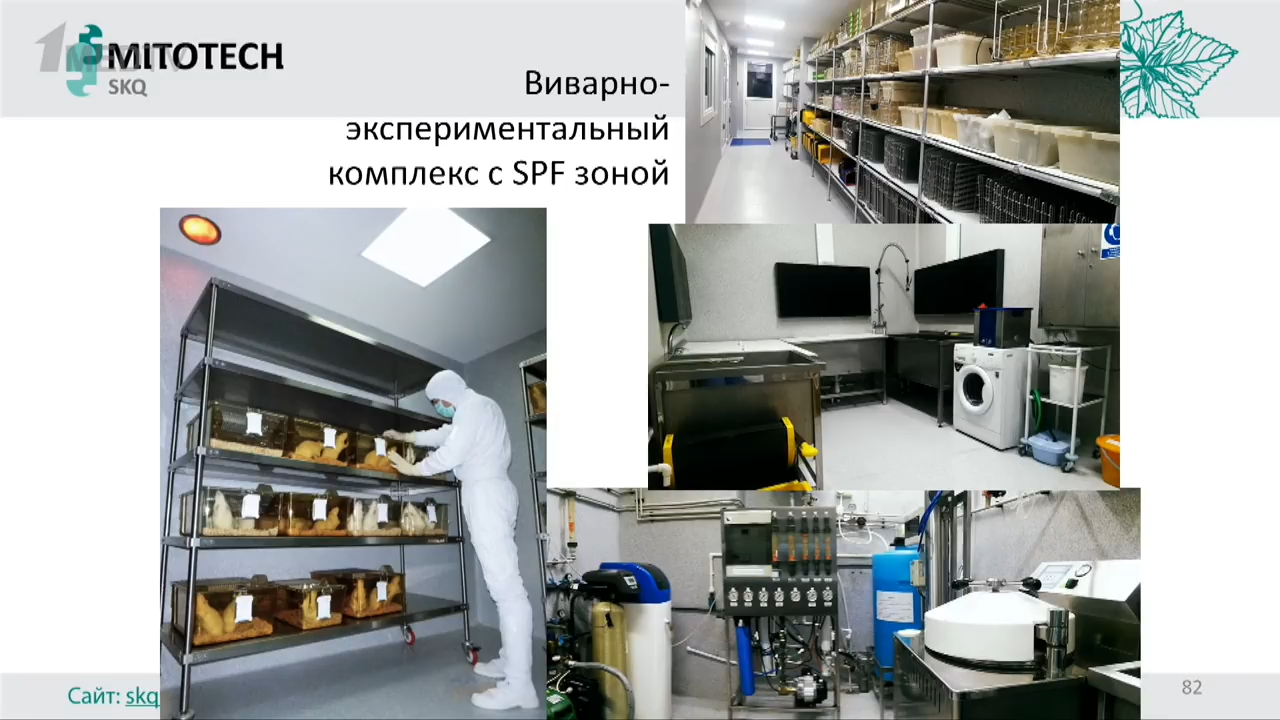 MITOTECH
SKQ
Виварно-
экспериментальный
комплекс с SPF зоной
Сайт: skq
82